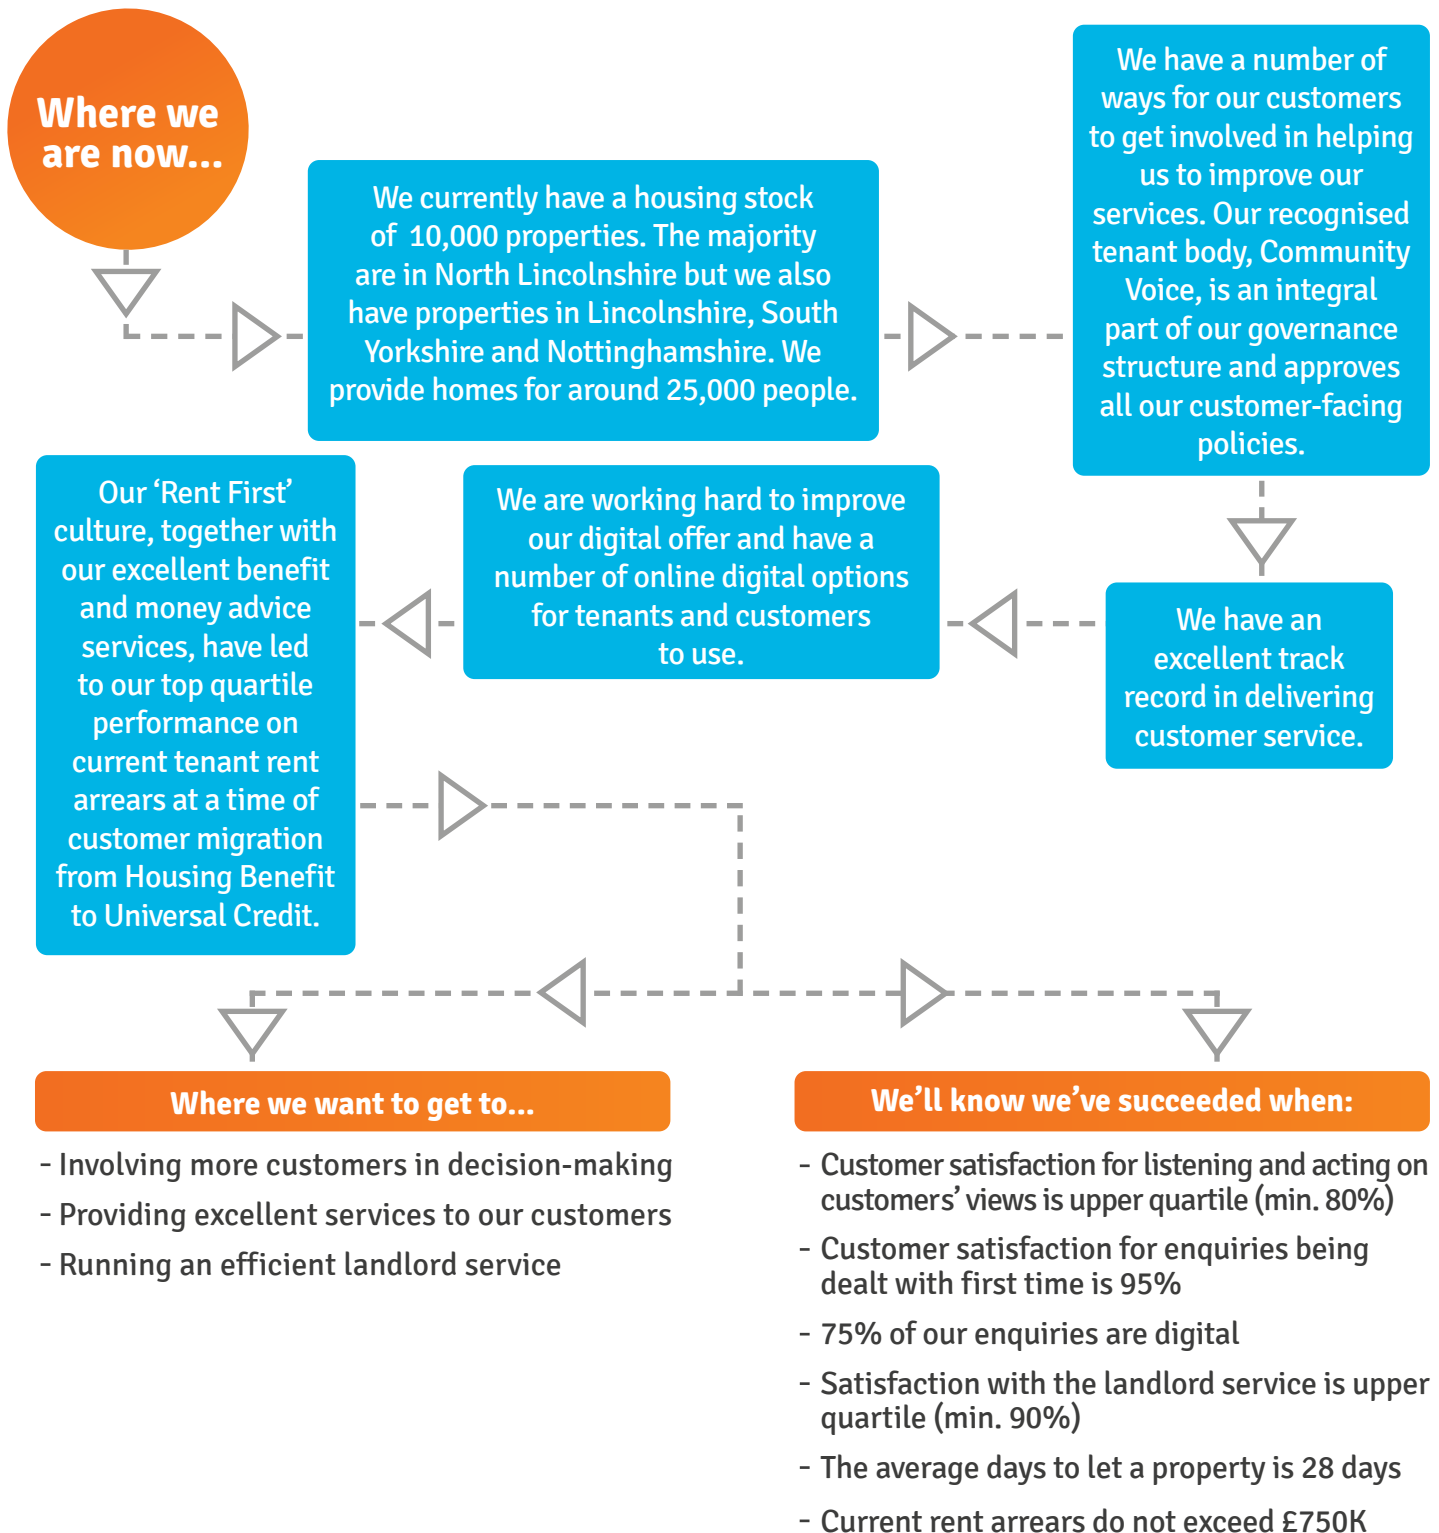 Where we
are now...
We currently have a housing stock
of 10,000 properties. The majority
are in North Lincolnshire but we also
have properties in Lincolnshire, South
Yorkshire and Nottinghamshire. We
provide homes for around 25,000 people.
We have a number of
ways for our customers
to get involved in helping
us to improve our
services. Our recognised
tenant body, Community
Voice, is an integral
part of our governance
structure and approves
all our customer-facing
policies.
We have an
excellent track
record in delivering
customer service.
We are working hard to improve
our digital offer and have a
number of online digital options
for tenants and customers
to use.
Our ‘Rent First’
culture, together with
our excellent benefit
and money advice
services, have led
to our top quartile
performance on
current tenant rent
arrears at a time of
customer migration
from Housing Benefit
to Universal Credit.
Where we want to get to...
- Involving more customers in decision-making
- Providing excellent services to our customers
- Running an efficient landlord service
We’ll know we’ve succeeded when:
- Customer satisfaction for listening and acting on
customers’ views is upper quartile (min. 80%)
- Customer satisfaction for enquiries being
dealt with first time is 95%
- 75% of our enquiries are digital
- Satisfaction with the landlord service is upper
quartile (min. 90%)
- The average days to let a property is 28 days
- Current rent arrears do not exceed £750K